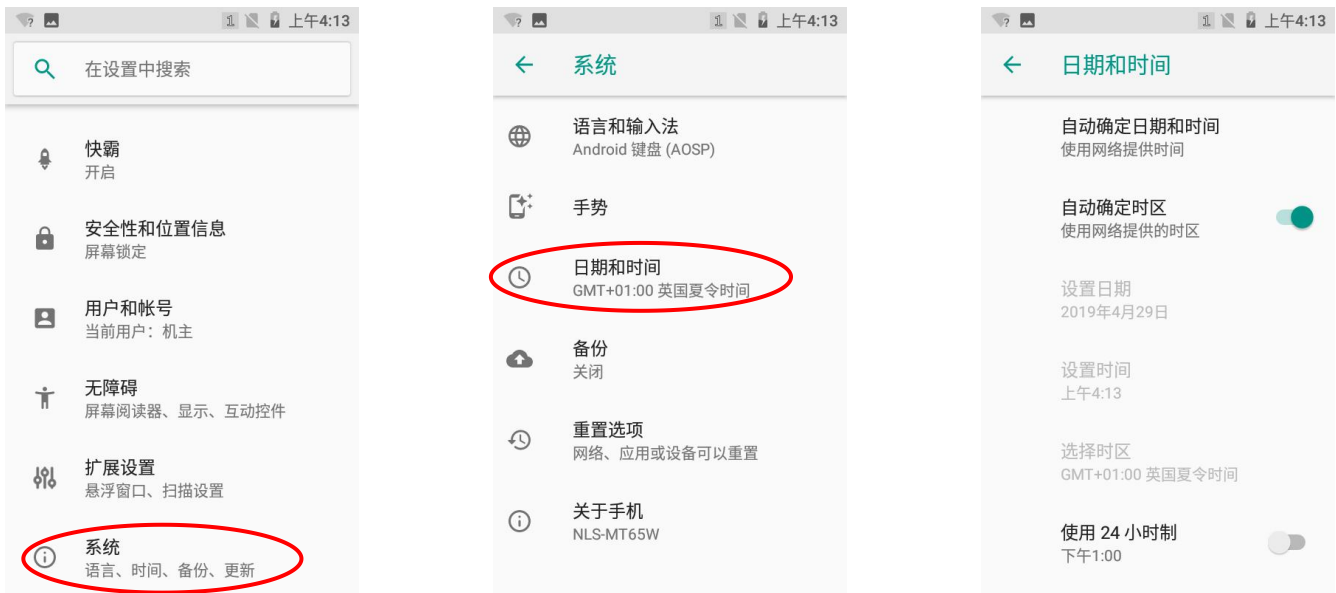 上午4:13
在设置中搜索
快霸
开启
安全性和位置信息
屏幕锁定
用户和帐号
当前用户：机主
无障碍
屏幕阅读器、显示、互动控件
扩展设置
悬浮窗口、扫描设置
系统
语言、时间、备份、更新
上午4:13
系统
语言和输入法
Android 键盘 (AOSP)
手势
日期和时间
GMT+01:00 英国夏令时间
备份
关闭
重置选项
网络、应用或设备可以重置
关于手机
NLS-MT65W
上午4:13
日期和时间
自动确定日期和时间
使用网络提供时间
自动确定时区
使用网络提供的时区
设置日期
2019年4月29日
设置时间
上午4:13
选择时区
GMT+01:00 英国夏令时间
使用 24 小时制
下午1:00